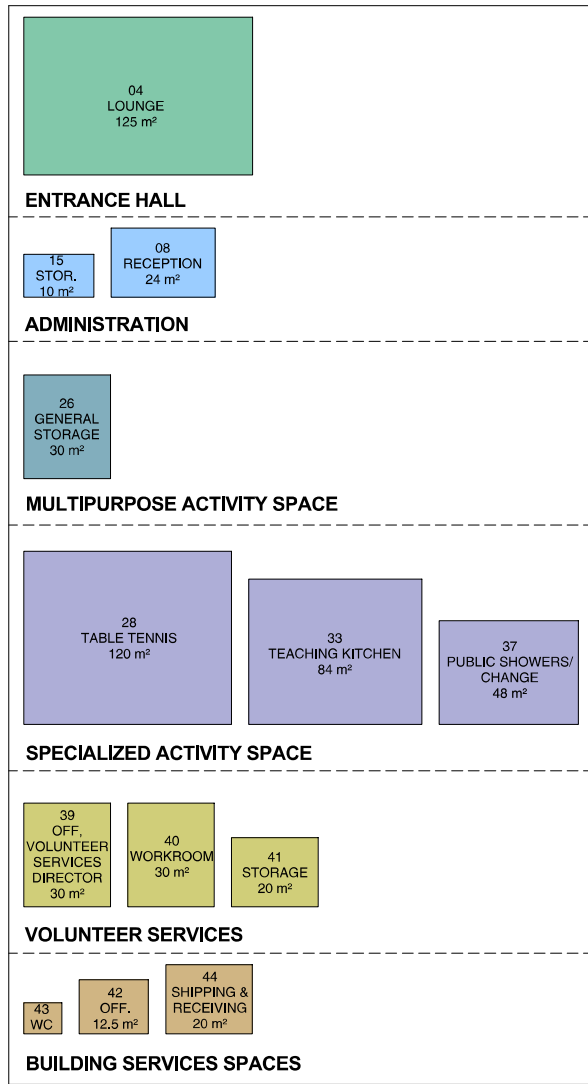 04
LOUNGE
125 m²
ENTRANCE HALL
15
STOR.
10 m²
08
RECEPTION
24 m²
ADMINISTRATION
26
GENERAL
STORAGE
30 m²
MULTIPURPOSE ACTIVITY SPACE
28
TABLE TENNIS
120 m²
33
TEACHING KITCHEN
84 m²
37
PUBLIC SHOWERS/
CHANGE
48 m²
SPECIALIZED ACTIVITY SPACE
39
OFF,
VOLUNTEER
SERVICES
DIRECTOR
30 m²
40
WORKROOM
30 m²
41
STORAGE
20 m²
VOLUNTEER SERVICES
43
WC
42
OFF.
12.5 m²
44
SHIPPING &
RECEIVING
20 m²
BUILDING SERVICES SPACES